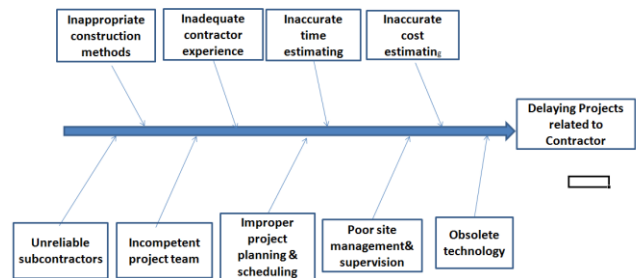 Inappropriate
construction
methods
Inadequate
contractor
experience
Inaccurate
time
estimating
Inaccurate
cost
estimating
Delaying Projects
related to
Contractor
Unreliable
subcontractors
Incompetent
project team
Improper
project
planning &
scheduling
Poor site
management&
supervision
Obsolete
technology